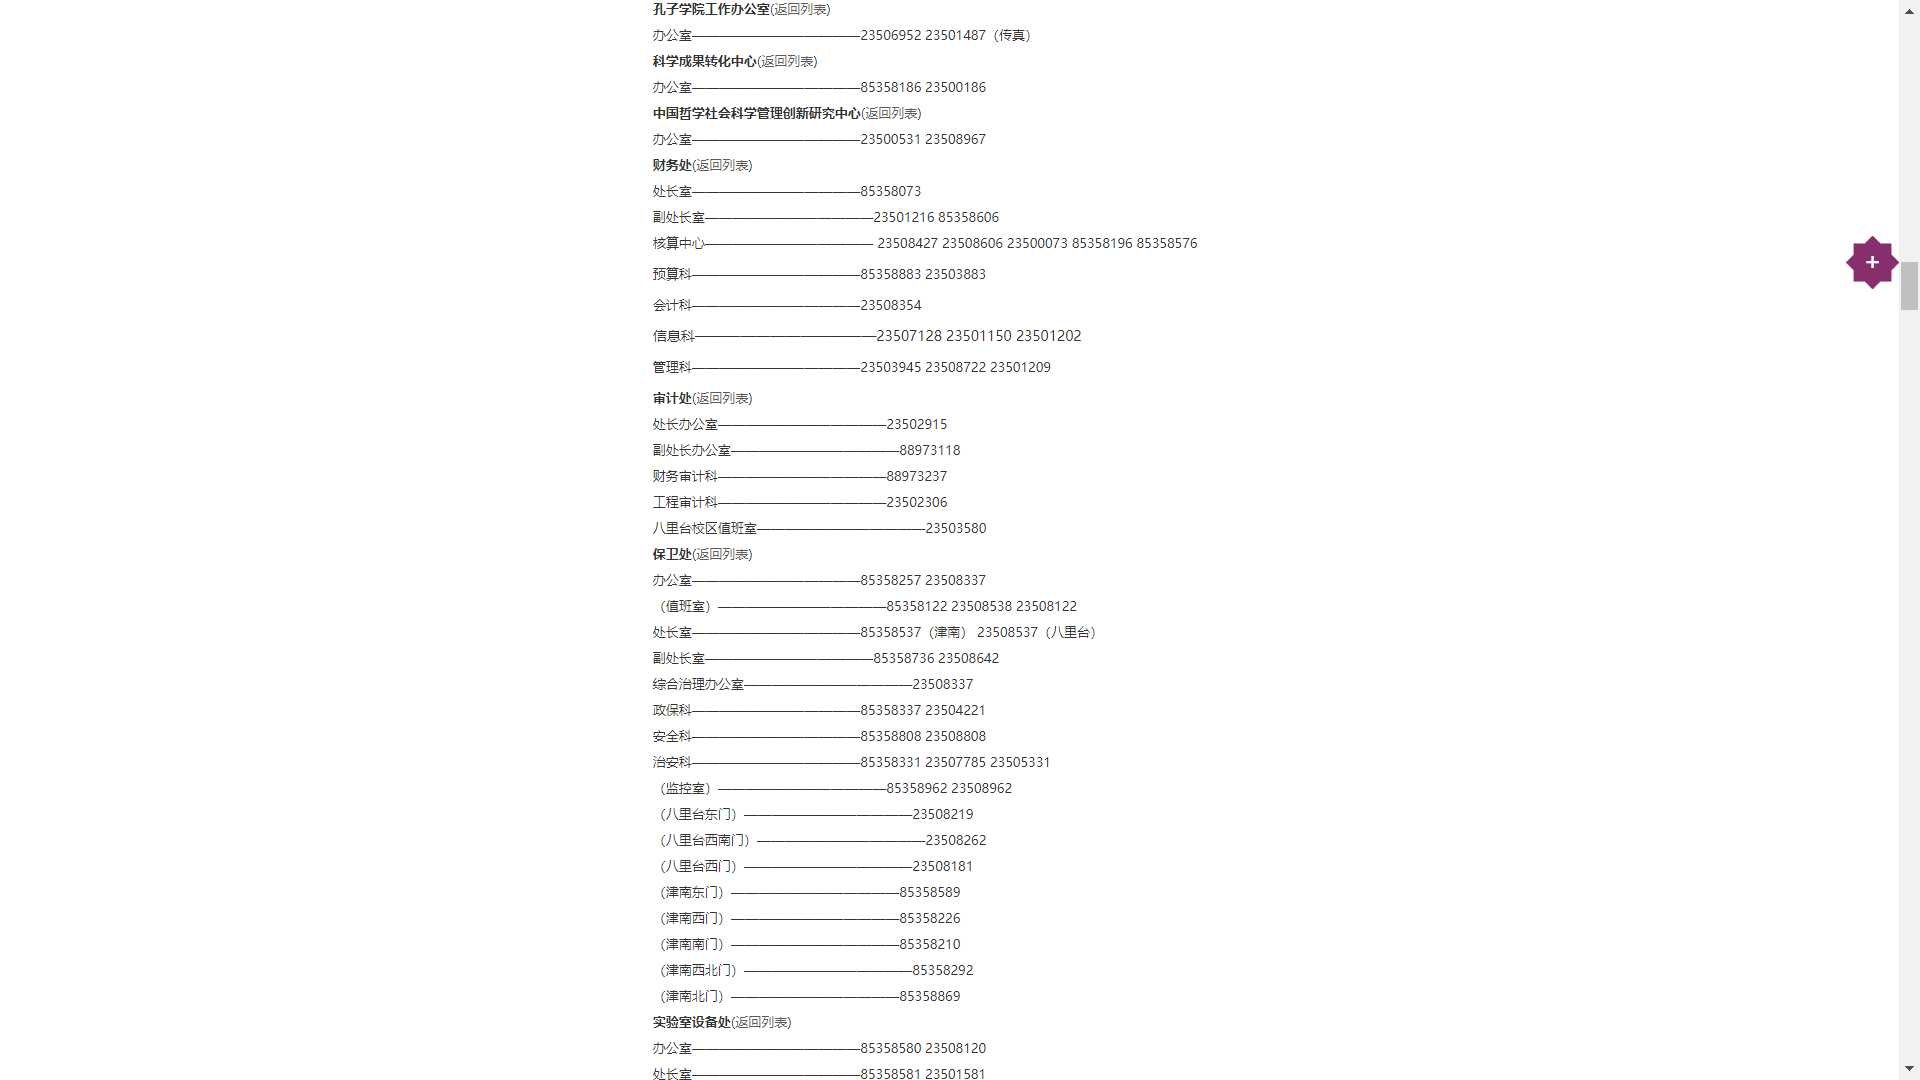 孔子学院工作办公室(返回列表)
办公室————————————23506952 23501487（传真）
科学成果转化中心(返回列表)
办公室————————————85358186 23500186
中国哲学社会科学管理创新研究中心(返回列表)
办公室————————————23500531 23508967
财务处(返回列表)
处长室————————————85358073
副处长室————————————23501216 85358606
核算中心———————————— 23508427 23508606 23500073 85358196 85358576
预算科————————————85358883 23503883
会计科————————————23508354
信息科————————————23507128 23501150 23501202
管理科————————————23503945 23508722 23501209
审计处(返回列表)
处长办公室————————————23502915
副处长办公室————————————88973118
财务审计科————————————88973237
工程审计科————————————23502306
八里台校区值班室————————————23503580
保卫处(返回列表)
办公室————————————85358257 23508337
（值班室）————————————85358122 23508538 23508122
处长室————————————85358537（津南） 23508537（八里台）
副处长室————————————85358736 23508642
综合治理办公室————————————23508337
政保科————————————85358337 23504221
安全科————————————85358808 23508808
治安科————————————85358331 23507785 23505331
（监控室）————————————85358962 23508962
（八里台东门）————————————23508219
（八里台西南门）————————————23508262
（八里台西门）————————————23508181
（津南东门）————————————85358589
（津南西门）————————————85358226
（津南南门）————————————85358210
（津南西北门）————————————85358292
（津南北门）————————————85358869
实验室设备处(返回列表)
办公室————————————85358580 23508120
处长室————————————85358581 23501581
+